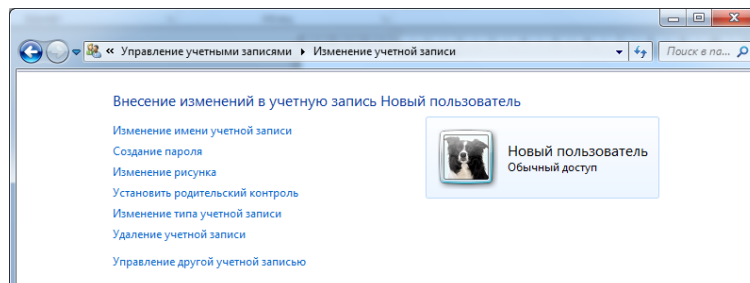 « Управление учетными записями ▸ Изменение учетной записи
Поиск в па...
Внесение изменений в учетную запись Новый пользователь
Изменение имени учетной записи
Создание пароля
Изменение рисунка
Установить родительский контроль
Изменение типа учетной записи
Удаление учетной записи
Управление другой учетной записью
Новый пользователь
Обычный доступ